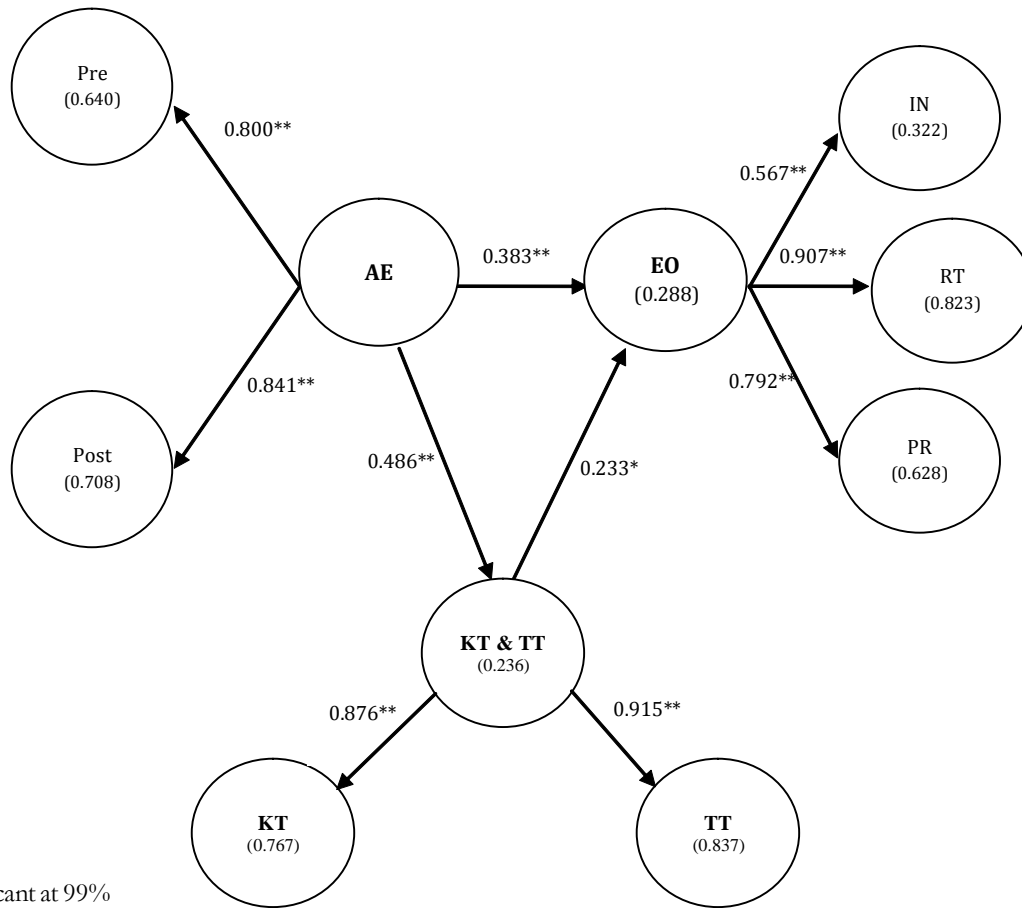 Pre
(0.640)
0.800**
IN
(0.322)
0.567**
AE
0.383**
EO
(0.288)
0.907**
RT
(0.823)
0.841**
0.792**
Post
(0.708)
PR
(0.628)
0.486**
0.233*
KT & TT
(0.236)
0.876**
0.915**
KT
(0.767)
TT
(0.837)
at 99%